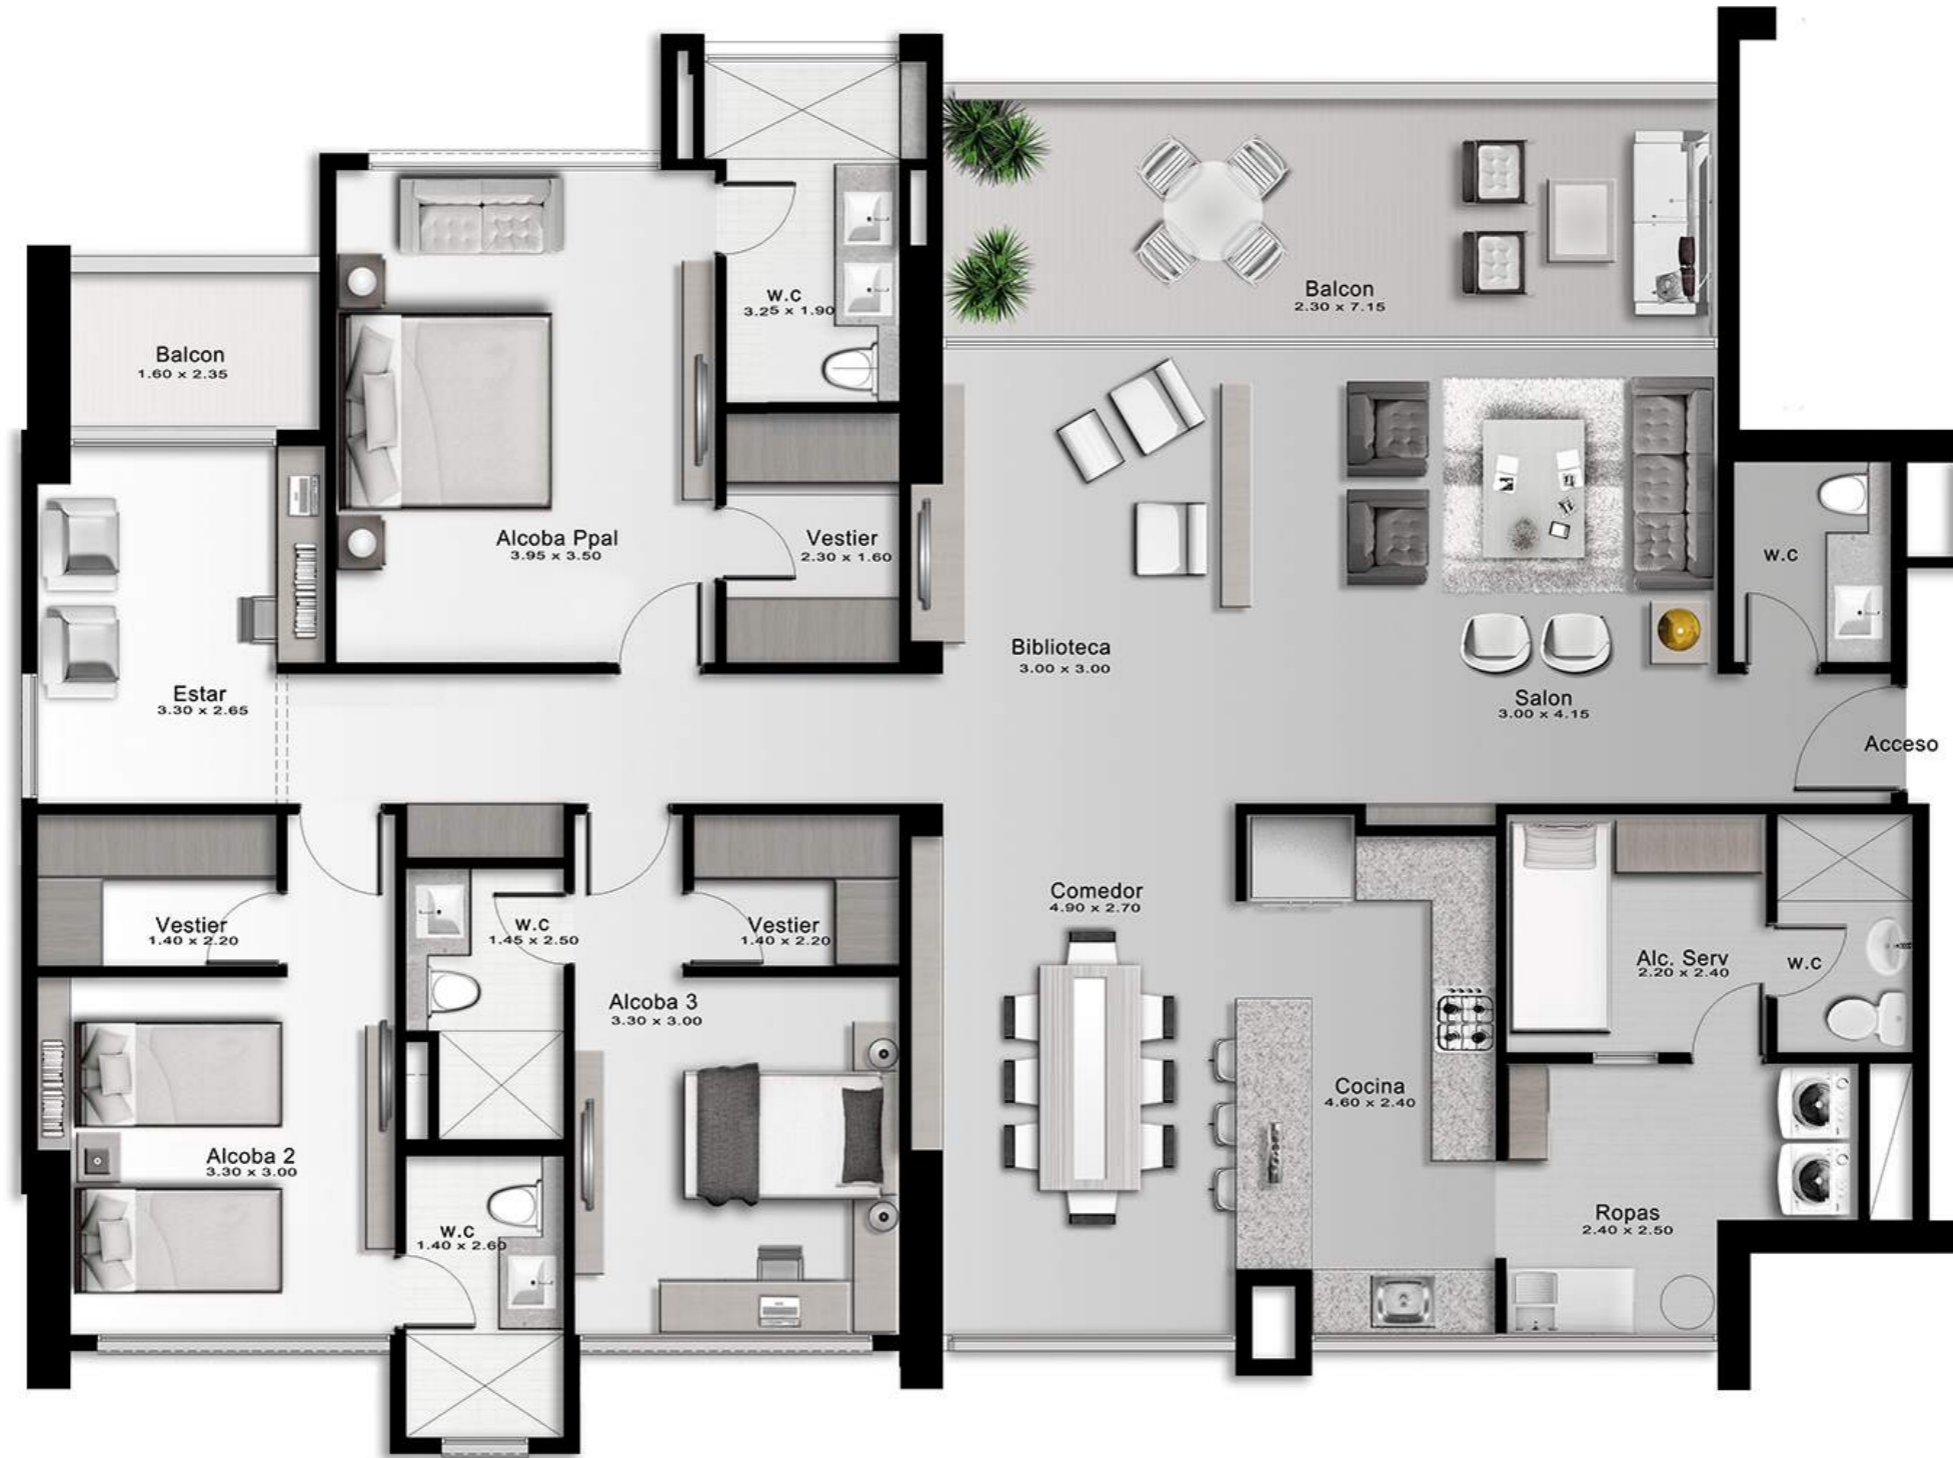 Balcon
1.60 x 2.35
W.C
3.25 x 1.90
Balcon
2.30 x 7.15
Alcoba Ppal
3.95 x 3.50
Vestier
2.30 x 1.60
W.C
Biblioteca
3.00 x 3.00
Estar
3.30 x 2.65
Salon
3.00 x 4.15
Acceso
Vestier
1.40 x 2.20
W.C
1.45 x 2.50
Vestier
1.40 x 2.20
Comedor
4.90 x 2.70
Alc. Serv
2.20 x 2.40
W.C
Alcoba 3
3.30 x 3.00
Cocina
4.60 x 2.40
Alcoba 2
3.30 x 3.00
W.C
1.40 x 2.60
Ropas
2.40 x 2.50